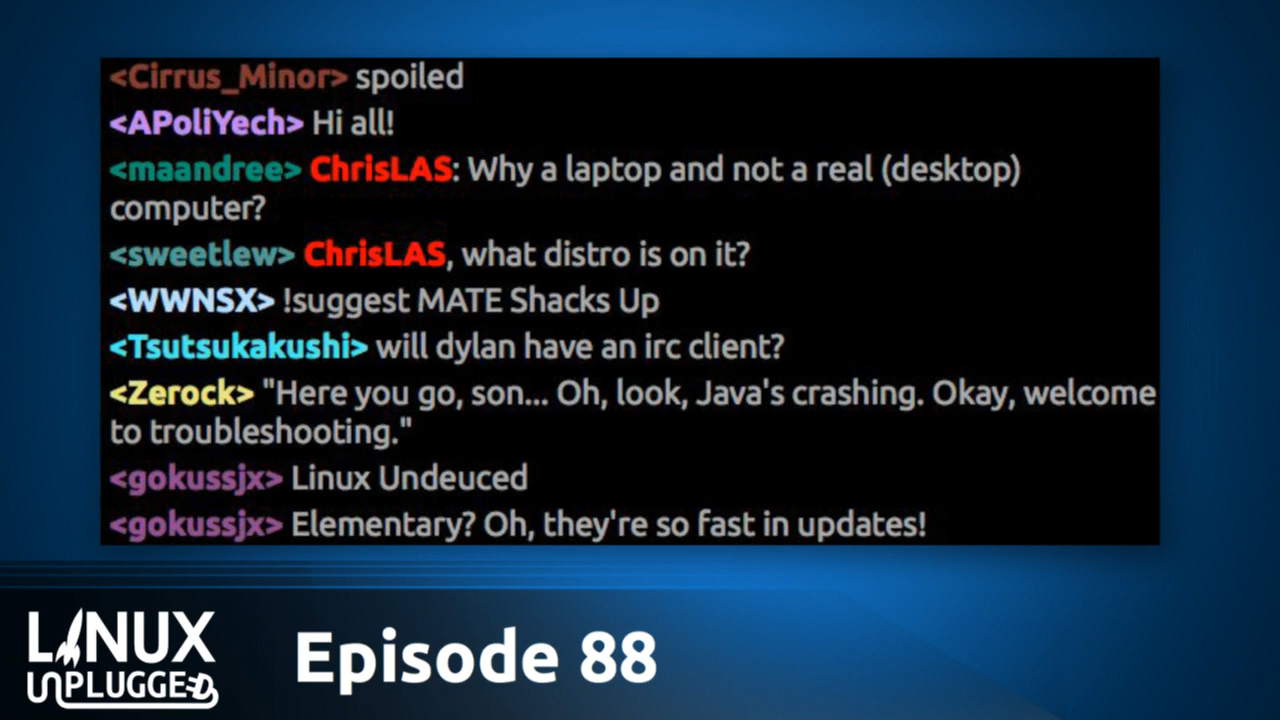 <Cirrus_Minor> spoiled
<APoliYech> Hi all!
<maandree> ChrisLAS: Why a laptop and not a real (desktop)
computer?
<sweetlew> ChrisLAS, what distro is on it?
<WWNSX> !suggest MATE Shacks Up
<Tsutsukakushi> will dylan have an irc client?
<Zerock> "Here you go, son... Oh, look, Java's crashing. Okay, welcome
to troubleshooting."
<gokussjx> Linux Undeuced
<gokussjx> Elementary? Oh, they're so fast in updates!
LINUX
UNPLUGGED
Episode 88